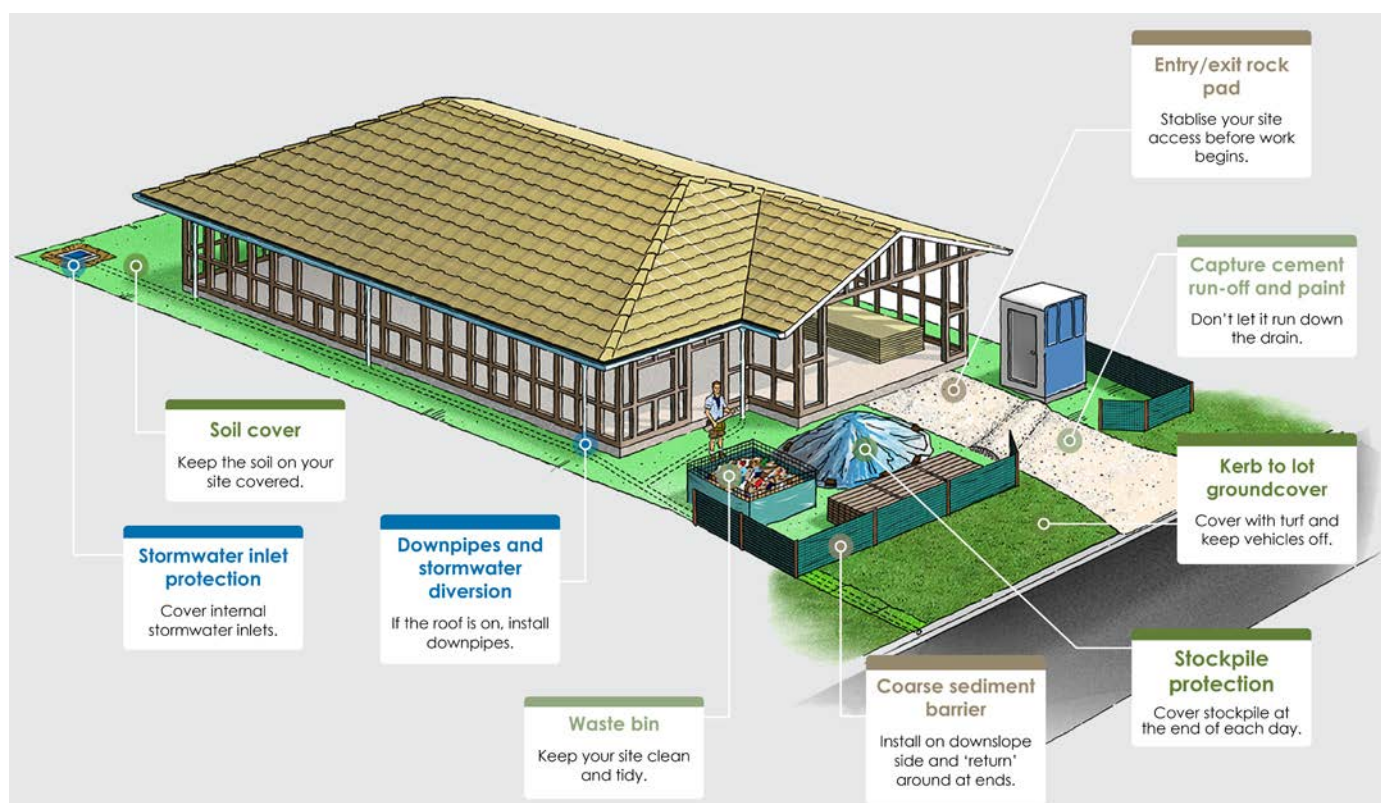 Entry/exit rock
pad
Stablise your site
access before work
begins.
Capture cement
run-off and paint
Don't let it run down
the drain.
Soil cover
Keep the soil on your
site covered.
Kerb to lot
groundcover
Cover with turf and
keep vehicles off.
Stormwater inlet
protection
Cover internal
stormwater inlets.
Downpipes and
stormwater
diversion
If the roof is on, install
downpipes.
Stockpile
protection
Cover stockpile at
the end of each day.
Coarse sediment
barrier
Install on downslope
side and ‘return’
around at ends.
Waste bin
Keep your site clean
and tidy.